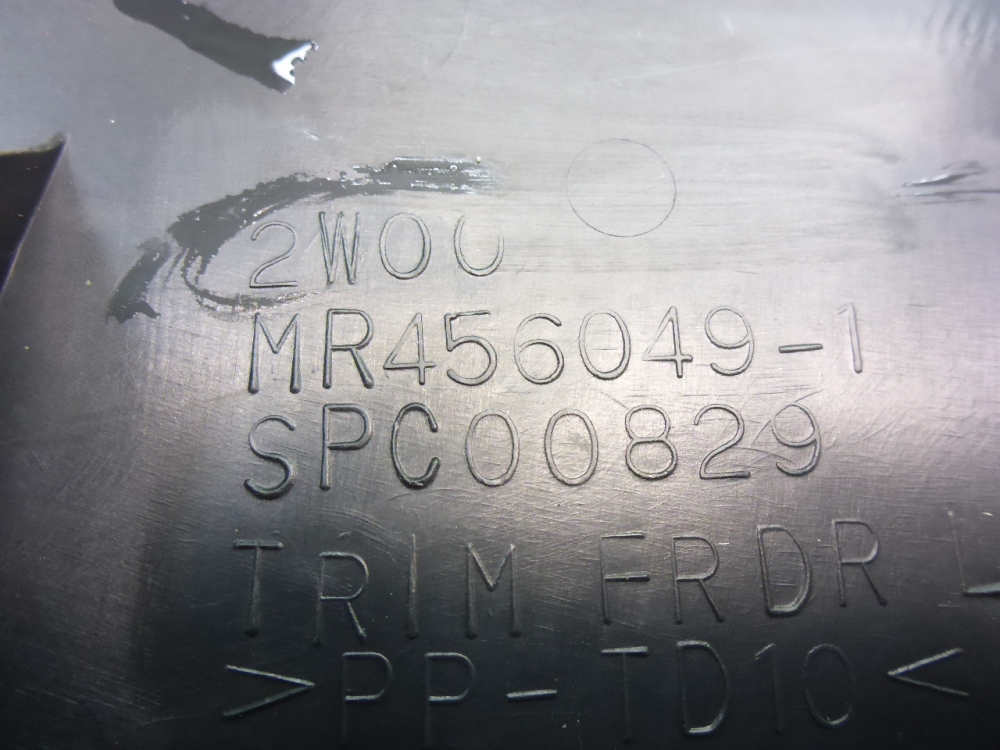 2W00
MR456049-1
SPC00829
TRIM FRDR L
>PP-TD10<